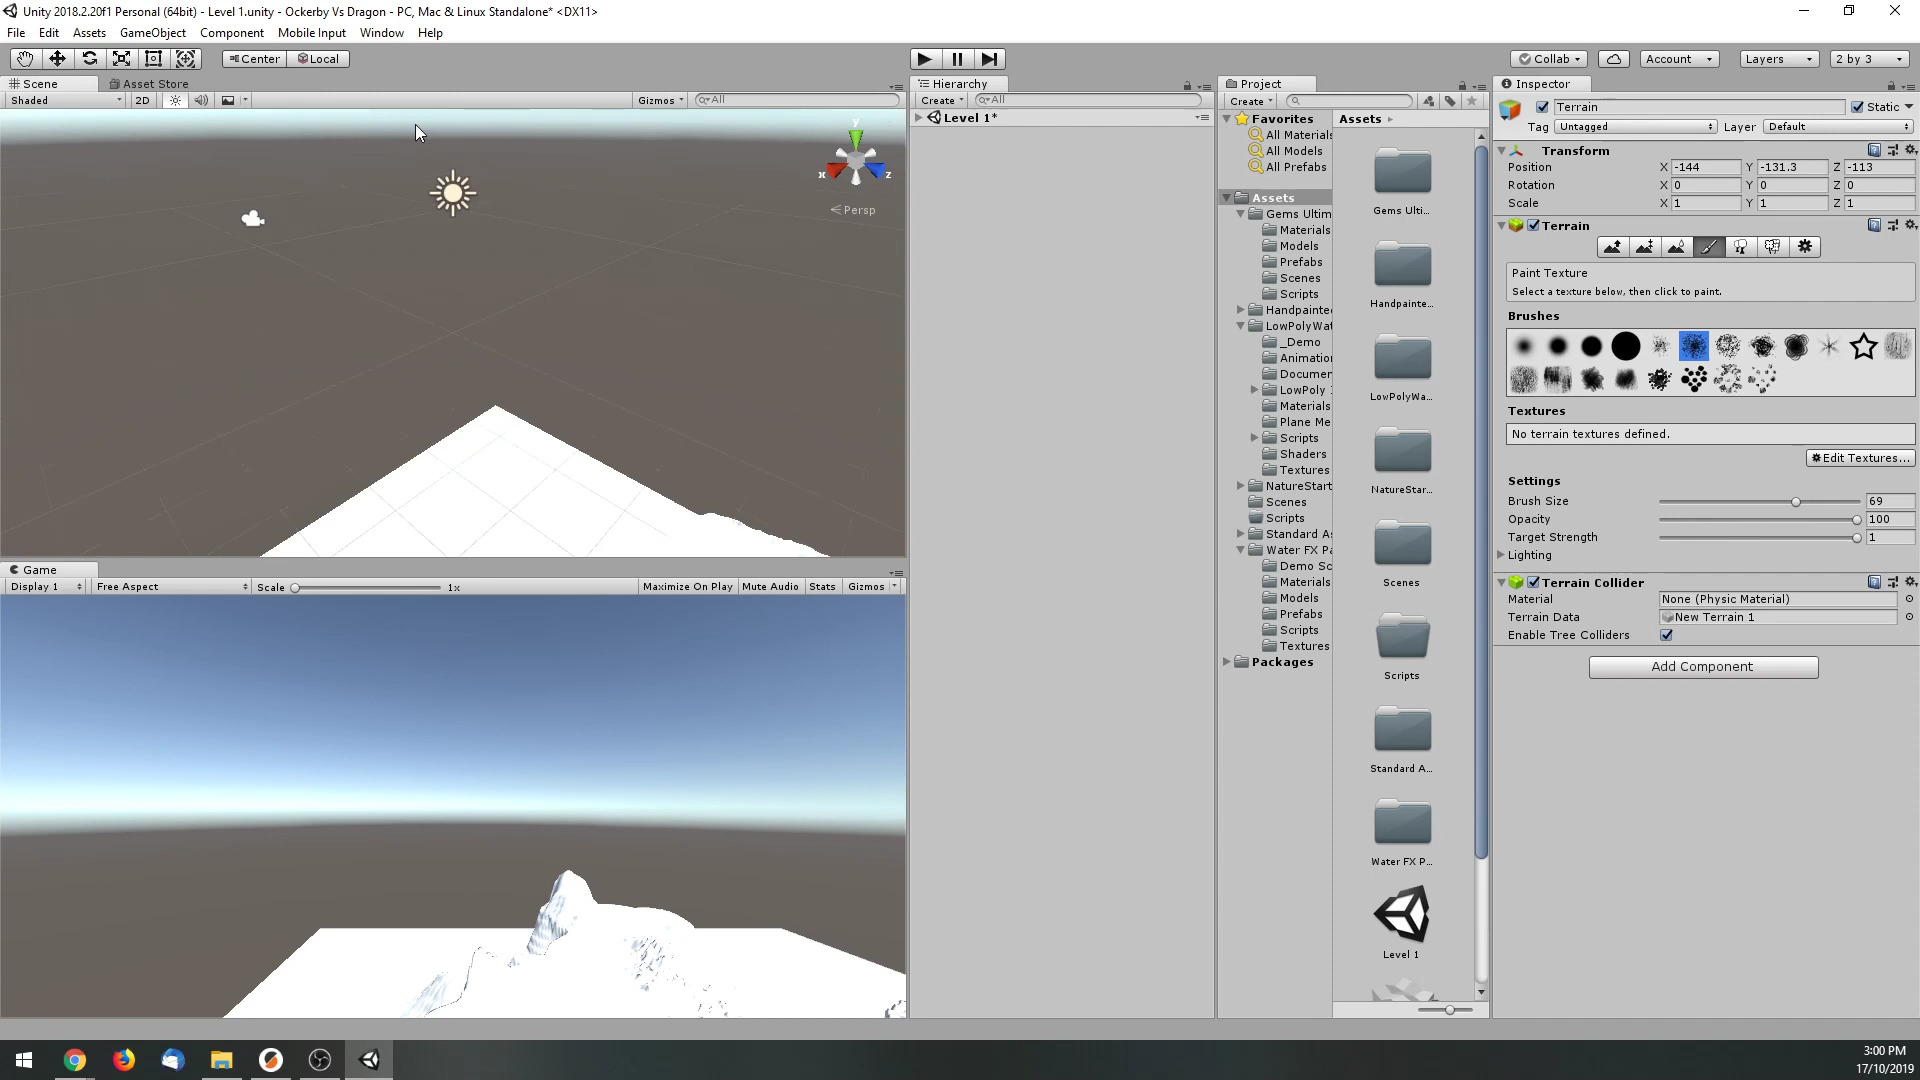 Unity 2018.2.20f1 Personal (64bit) - Level 1.unity - Ockerby Vs Dragon - PC, Mac & Linux Standalone* <DX11>
File Edit Assets GameObject Component Mobile Input Window Help
Center Local
Collab Account Layers 2 by 3
Scene Asset Store
Shaded 2D Gizmos All
y
x z
Persp
Game
Display 1 Free Aspect Scale 1x Maximize On Play Mute Audio Stats Gizmos
Hierarchy
Create All
Level 1*
Project
Create
Favorites
All Materials
All Models
All Prefabs
Assets
Gems Ultim
Materials
Models
Prefabs
Scenes
Scripts
Handpainte
LowPolyWat
_Demo
Animation
Documen
LowPoly
Materials
Plane Me
Scripts
Shaders
Textures
NatureStart
Scenes
Scripts
Standard As
Water FX Pa
Demo Sc
Materials
Models
Prefabs
Scripts
Textures
Packages
Assets
Gems Ulti...
Handpainte...
LowPolyWa...
NatureStar...
Scenes
Scripts
Standard A...
Water FX P...
Level 1
Inspector
Terrain Static
Tag Untagged Layer Default
Transform
Position X -144 Y -131.3 Z -113
Rotation X 0 Y 0 Z 0
Scale X 1 Y 1 Z 1
Terrain
Paint Texture
Select a texture below, then click to paint.
Brushes
Textures
No terrain textures defined.
Edit Textures...
Settings
Brush Size 69
Opacity 100
Target Strength 1
Lighting
Terrain Collider
Material None (Physic Material)
Terrain Data New Terrain 1
Enable Tree Colliders
Add Component
3:00 PM
17/10/2019